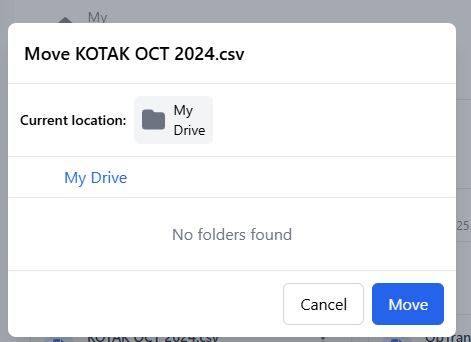 My
Move KOTAK OCT 2024.csv
Current location:
My
Drive
My Drive
No folders found
25
Cancel
Move
KOTAK OCT 2024.csv
OpTran